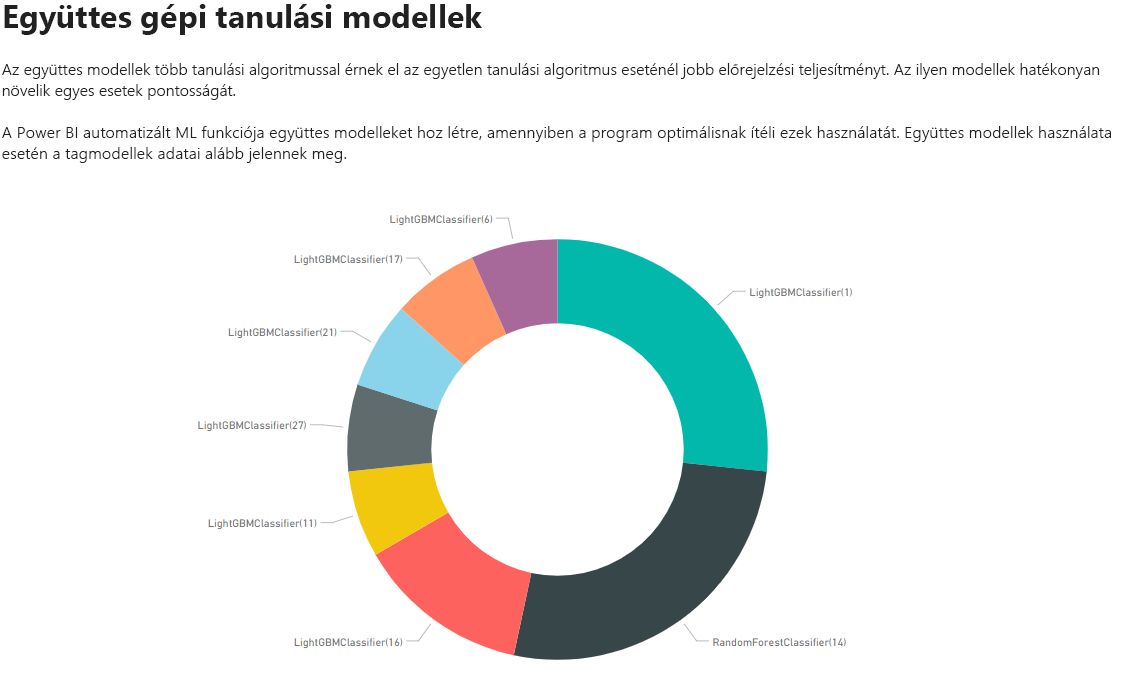 Együttes gépi tanulási modellek
Az együttes modellek több tanulási algoritmussal érnek el az egyetlen tanulási algoritmus eseténél jobb előrejelzési teljesítményt. Az ilyen modellek hatékonyan
növelik egyes esetek pontosságát.
A Power BI automatizált ML funkciója együttes modelleket hoz létre, amennyiben a program optimálisnak ítéli ezek használatát. Együttes modellek használata
esetén a tagmodellek adatai alább jelennek meg.
LightGBMClassifier(6)
LightGBMClassifier(17)
LightGBMClassifier(1)
LightGBMClassifier(21)
LightGBMClassifier(27)
LightGBMClassifier(11)
LightGBMClassifier(16)
RandomForestClassifier(14)